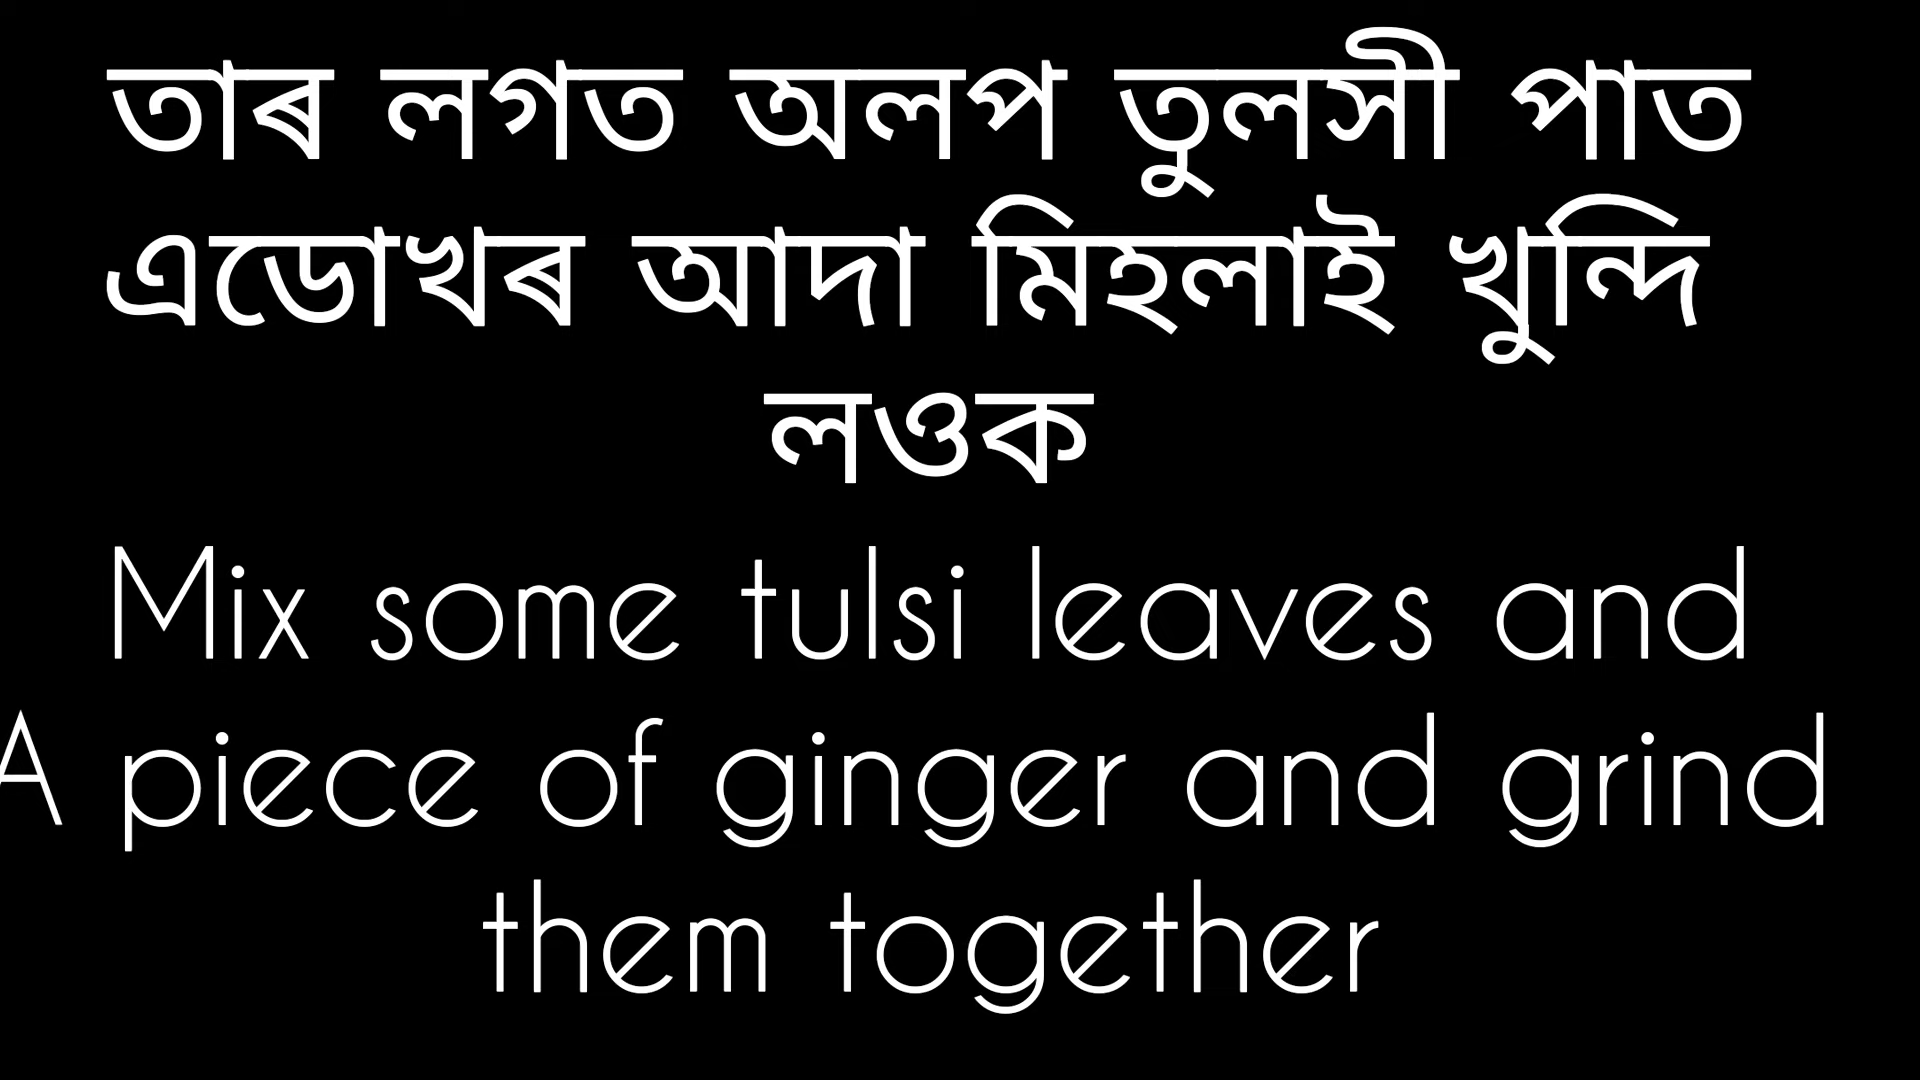 তাৰ লগত অলপ তুলসী পাত
এডোখৰ আদা মিহলাই খুন্দি
লওক
Mix some tulsi leaves and
A piece of ginger and grind
them together